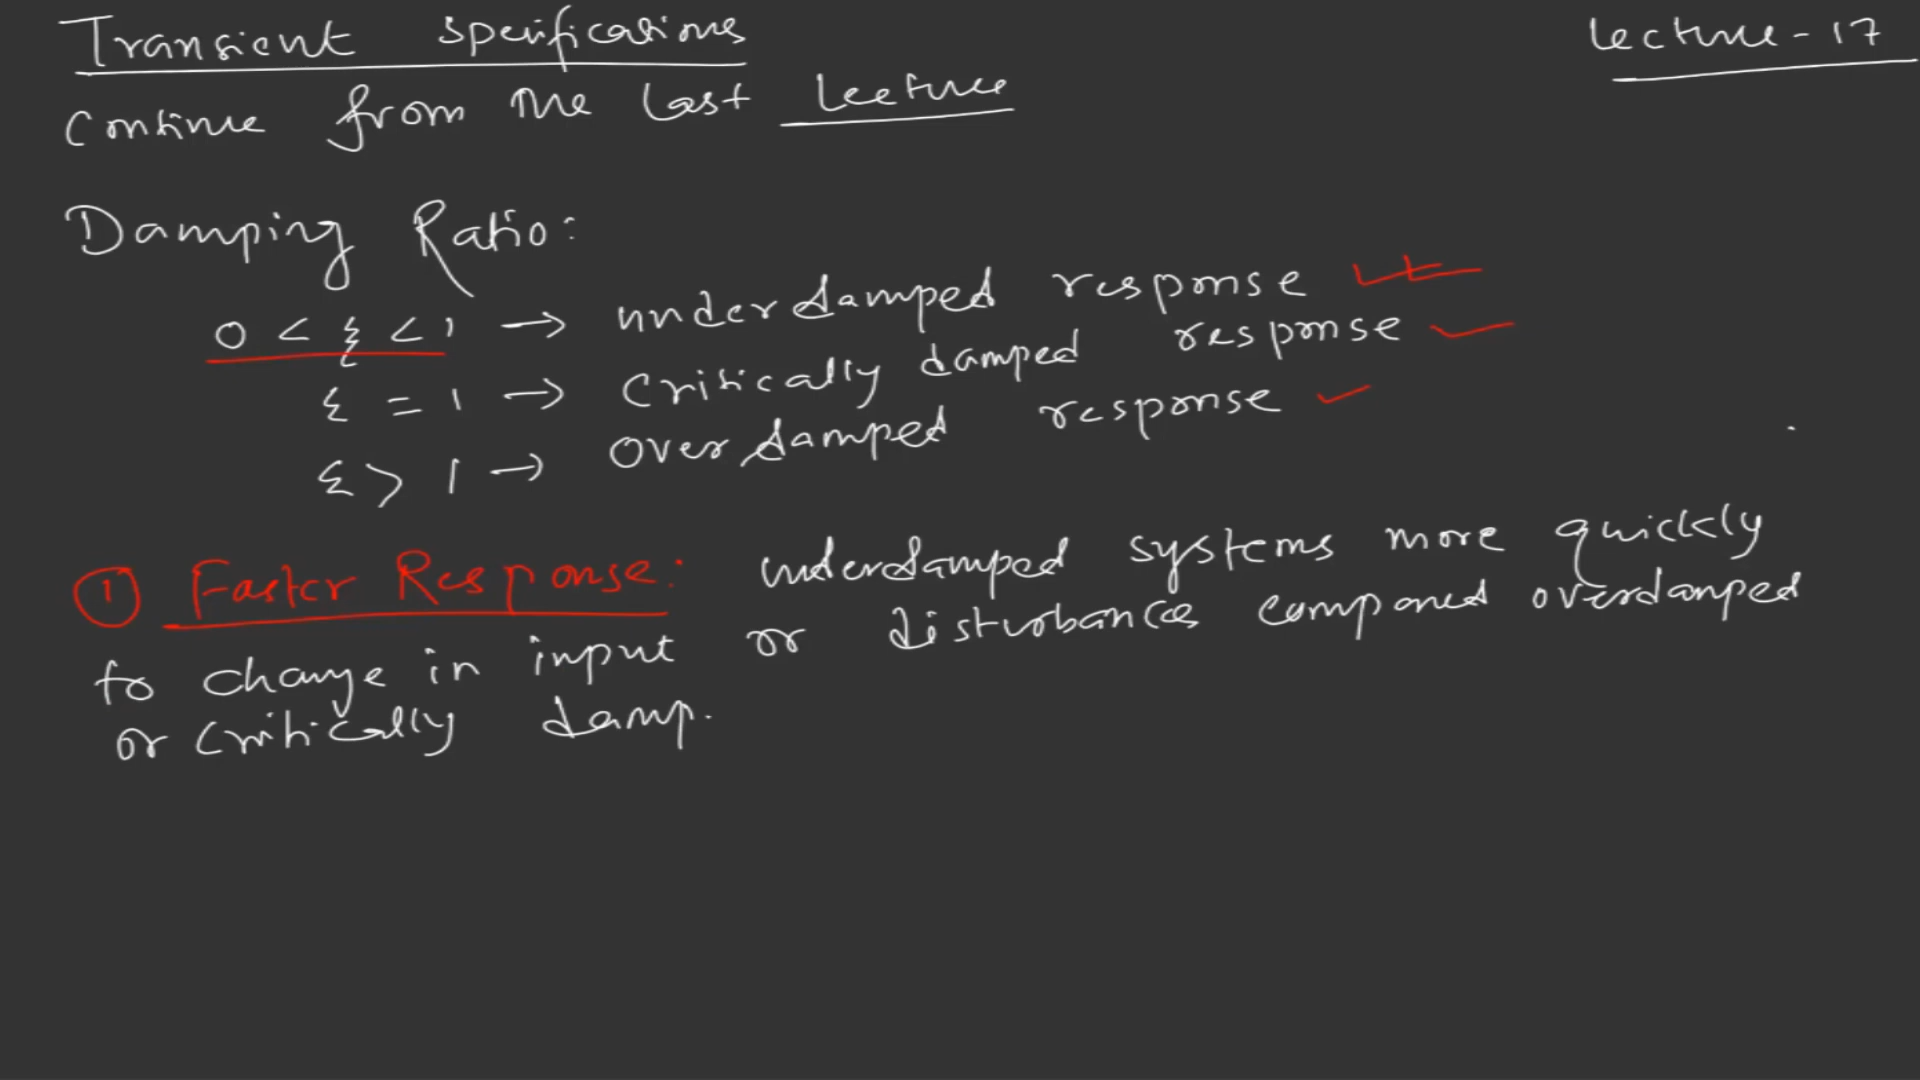 Transient specifications
Lecture-17
Continue from the last Lecture
Damping Ratio:
0 < ξ < 1 → underdamped response
ξ = 1 → Critically damped response
ξ > 1 → Overdamped response
① Faster Response: underdamped systems more quickly
to change in input or disturbances compared overdamped
or critically damp.